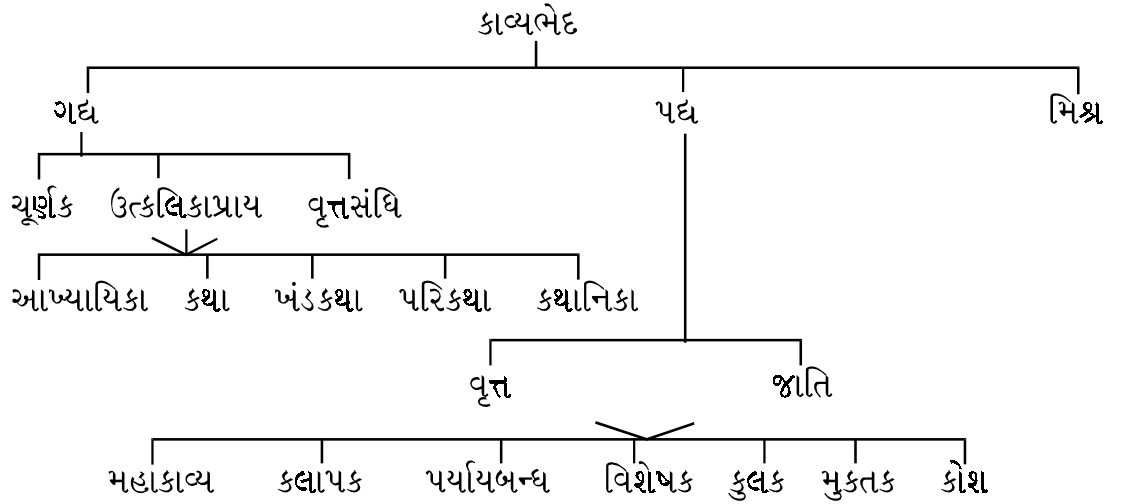 કાવ્યભેદ
ગદ્ય પદ્ય મિશ્ર
ચૂર્ણક ઉત્કલિકાપ્રાય વૃત્તસંધિ
આખ્યાયિકા કથા ખંડકથા પરિકથા કથાનિકા
વૃત્ત જાતિ
મહાકાવ્ય કલાપક પર્યાયબન્ધ વિશેષક કુલક મુકતક કોશ